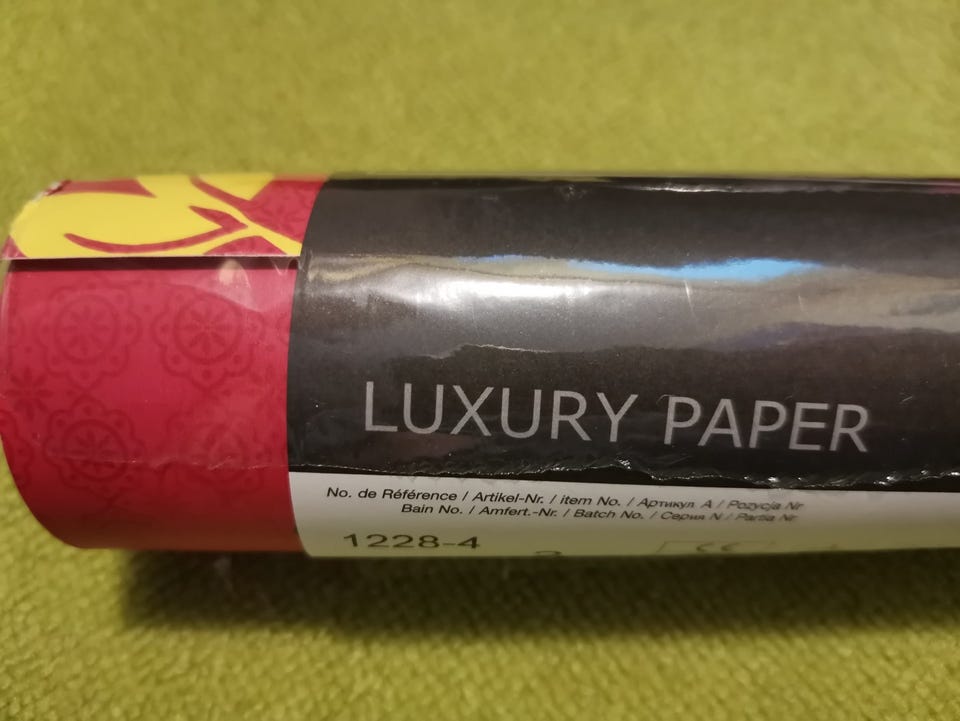 LUXURY PAPER
No. de Référence / Artikel-Nr. / item No. / Артикул А / Pozycja Nr
Bain No. / Amfert.-Nr. / Batch No. / Серия N / Partia Nr
1228-4
CE